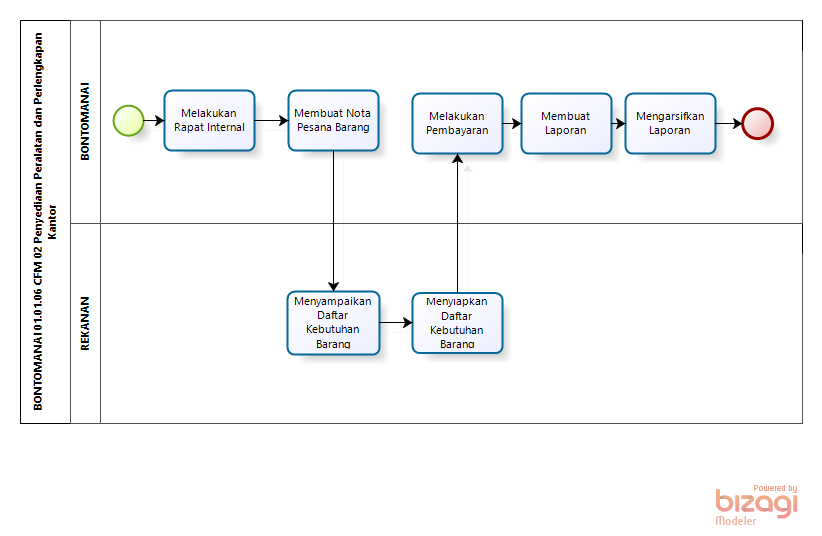 BONTOMANAI 01.01.06 CFM 02 Penyediaan Peralatan dan Perlengkapan
Kantor
BONTOMANAI
Melakukan
Rapat Internal
Membuat Nota
Pesana Barang
Melakukan
Pembayaran
Membuat
Laporan
Mengarsifkan
Laporan
REKANAN
Menyampaikan
Daftar
Kebutuhan
Barang
Menyiapkan
Daftar
Kebutuhan
Barang
Powered by
bizagi
Modeler